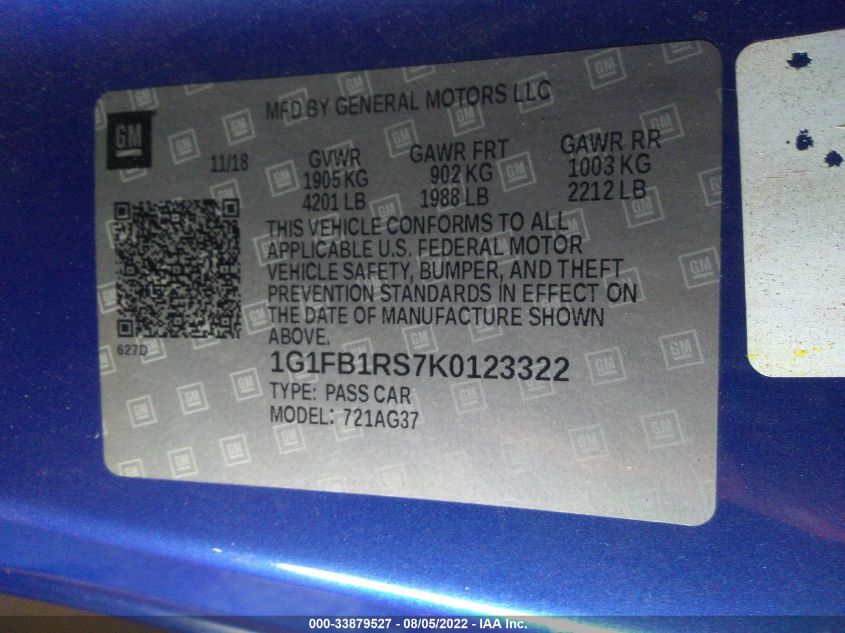 MFD BY GENERAL MOTORS LLC
GM
11/18
GVWR GAWR FRT GAWR RR
1905 KG 902 KG 1003 KG
4201 LB 1988 LB 2212 LB
THIS VEHICLE CONFORMS TO ALL
APPLICABLE U.S. FEDERAL MOTOR
VEHICLE SAFETY, BUMPER, AND THEFT
PREVENTION STANDARDS IN EFFECT ON
THE DATE OF MANUFACTURE SHOWN
ABOVE.
627D
1G1FB1RS7K0123322
TYPE: PASS CAR
MODEL: 721AG37
000-33879527 - 08/05/2022 - IAA Inc.